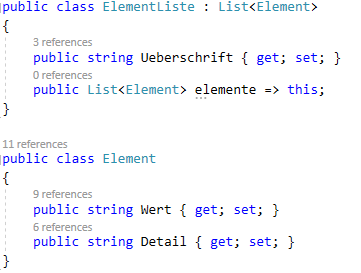 public class ElementListe : List<Element>
{
3 references
public string Ueberschrift { get; set; }
0 references
public List<Element> elemente => this;
}
11 references
public class Element
{
9 references
public string Wert { get; set; }
6 references
public string Detail { get; set; }
}